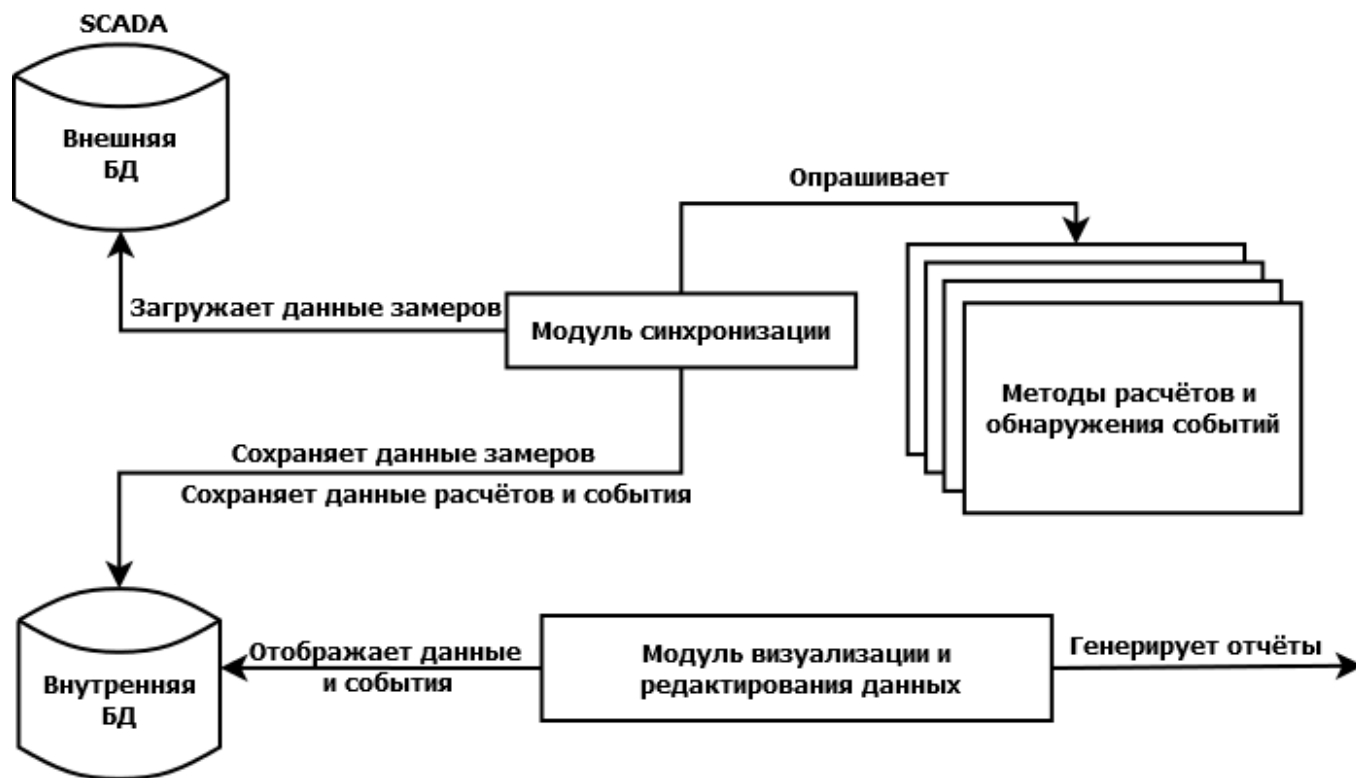 SCADA
Внешняя
БД
Опрашивает
Загружает данные замеров
Модуль синхронизации
Методы расчётов и
обнаружения событий
Сохраняет данные замеров
Сохраняет данные расчётов и события
Внутренняя
БД
Отображает данные
и события
Модуль визуализации и
редактирования данных
Генерирует отчёты